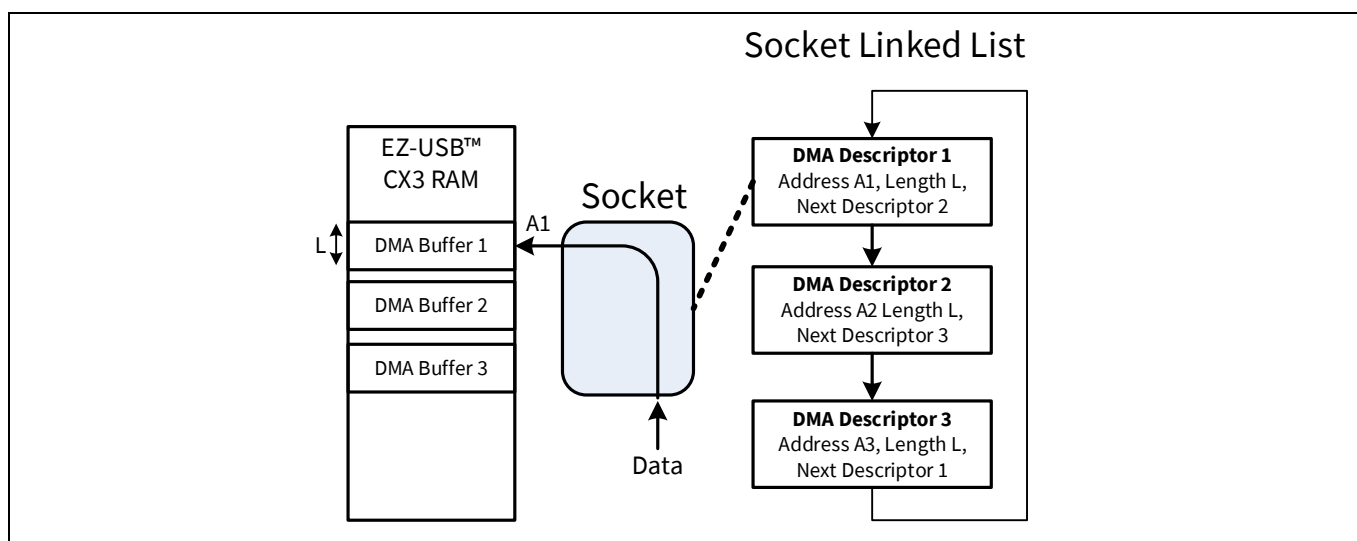 Socket Linked List
EZ-USB™
CX3 RAM
Socket
A1
L
DMA Buffer 1
DMA Buffer 2
DMA Buffer 3
Data
DMA Descriptor 1
Address A1, Length L,
Next Descriptor 2
DMA Descriptor 2
Address A2 Length L,
Next Descriptor 3
DMA Descriptor 3
Address A3, Length L,
Next Descriptor 1